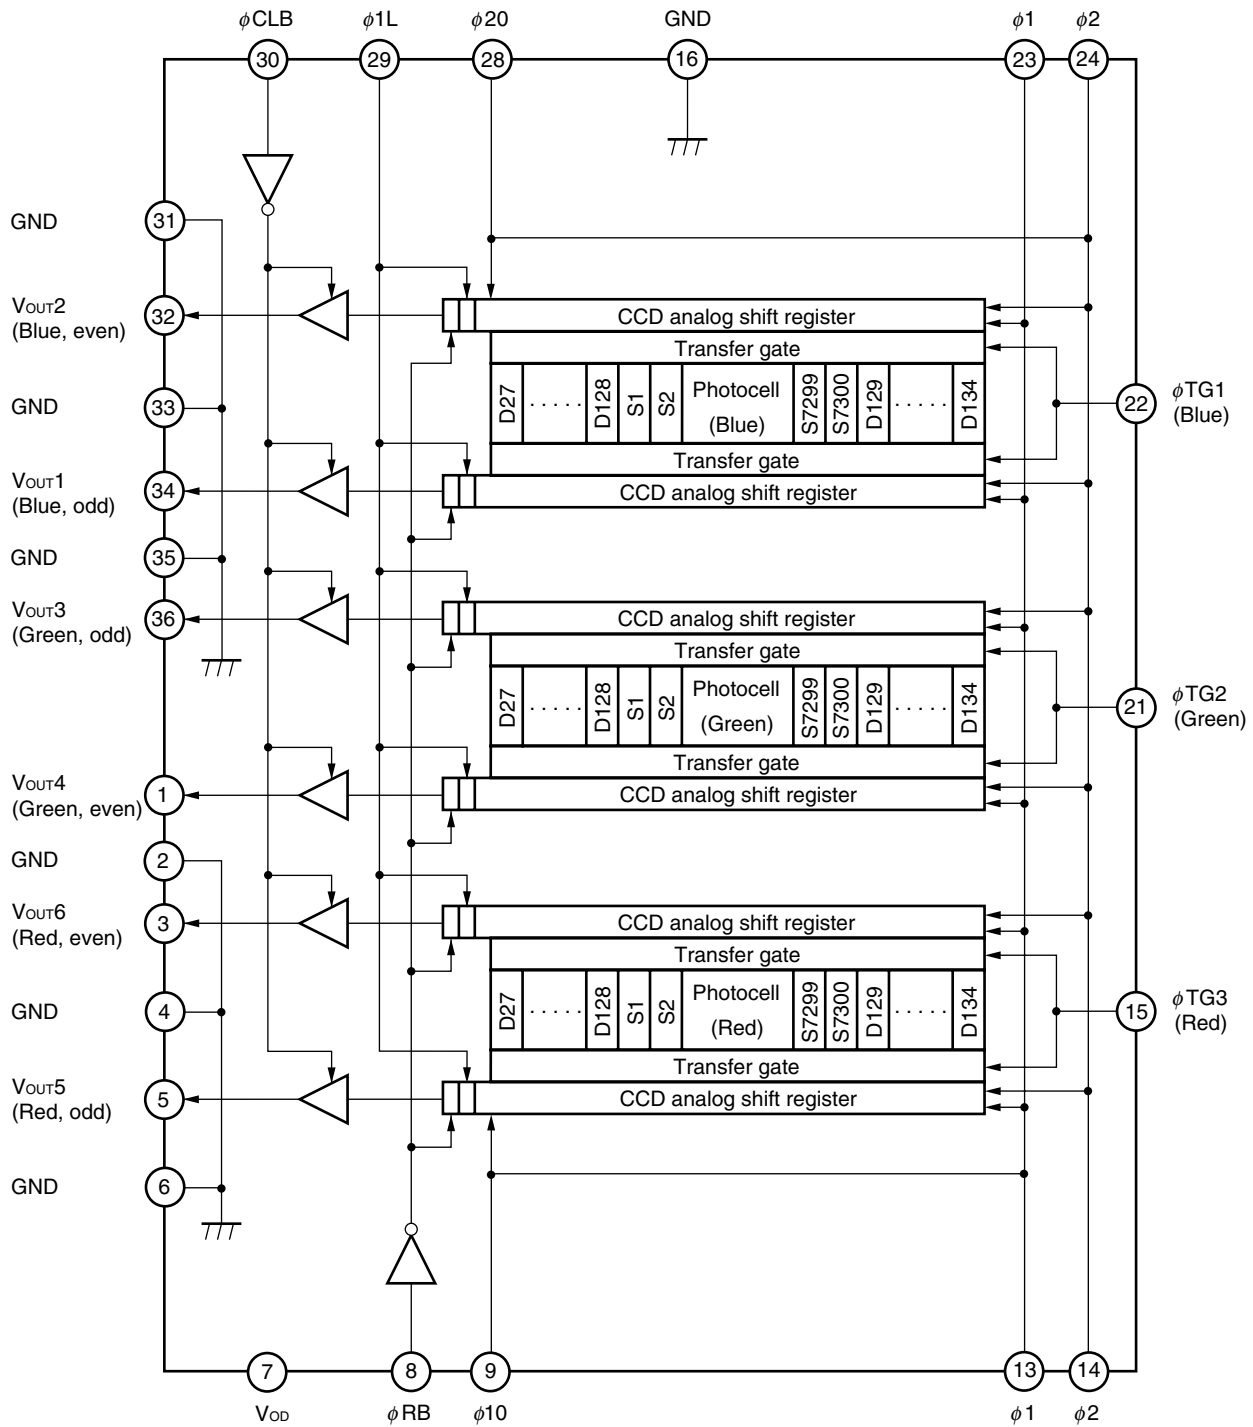 ϕCLB ϕ1L ϕ20 GND ϕ1 ϕ2
30 29 28 16 23 24
GND 31
VOUT2
(Blue, even)
32
CCD analog shift register
Transfer gate
D27 ..... D128 S1 S2 Photocell
(Blue)
S7299 S7300 D129 ..... D134
GND 33
22 ϕTG1
(Blue)
Transfer gate
VOUT1
(Blue, odd)
34
CCD analog shift register
GND 35
VOUT3
(Green, odd)
36
CCD analog shift register
Transfer gate
D27 ..... D128 S1 S2 Photocell
(Green)
S7299 S7300 D129 ..... D134
21 ϕTG2
(Green)
Transfer gate
VOUT4
(Green, even)
1
CCD analog shift register
GND 2
VOUT6
(Red, even)
3
CCD analog shift register
Transfer gate
D27 ..... D128 S1 S2 Photocell
(Red)
S7299 S7300 D129 ..... D134
GND 4
15 ϕTG3
(Red)
Transfer gate
VOUT5
(Red, odd)
5
CCD analog shift register
GND 6
7 8 9 13 14
VOD ϕRB ϕ10 ϕ1 ϕ2